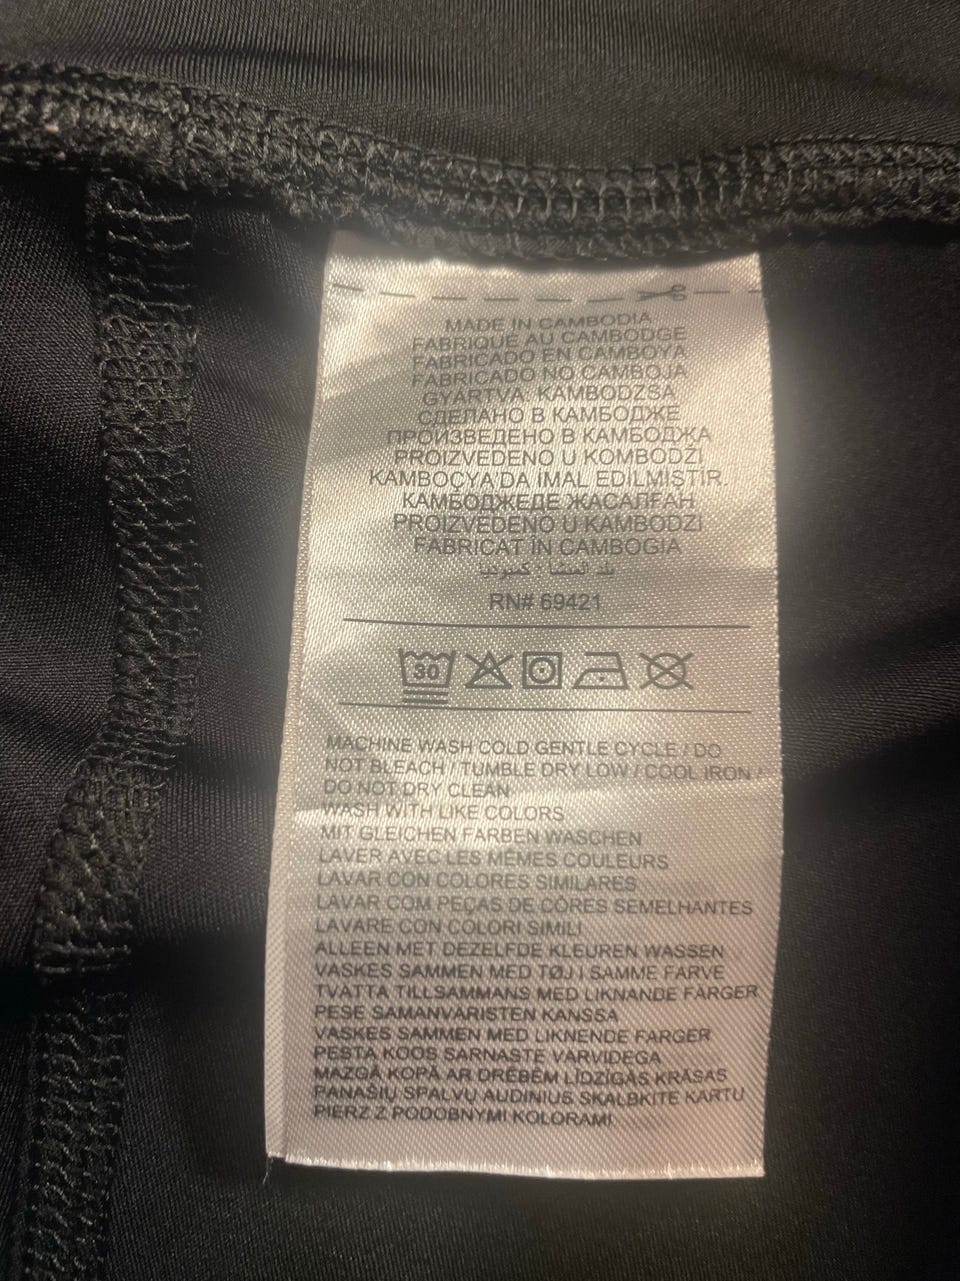 MADE IN CAMBODIA
FABRIQUÉ AU CAMBODGE
FABRICADO EN CAMBOYA
FABRICADO NO CAMBOJA
GYÁRTVA: KAMBODZSA
СДЕЛАНО В КАМБОДЖЕ
ПРОИЗВЕДЕНО В КАМБОДЖА
PROIZVEDENO U KOMBODŽI
KAMBOÇYA'DA İMAL EDİLMİŞTİR.
КАМБОДЖЕДЕ ЖАСАЛҒАН
PROIZVEDENO U KAMBODŽI
FABRICAT ÎN CAMBOGIA
بلد المنشأ : كمبوديا
RN# 69421
30
MACHINE WASH COLD GENTLE CYCLE / DO
NOT BLEACH / TUMBLE DRY LOW / COOL IRON /
DO NOT DRY CLEAN
WASH WITH LIKE COLORS
MIT GLEICHEN FARBEN WASCHEN
LAVER AVEC LES MÊMES COULEURS
LAVAR CON COLORES SIMILARES
LAVAR COM PEÇAS DE CÔRES SEMELHANTES
LAVARE CON COLORI SIMILI
ALLEEN MET DEZELFDE KLEUREN WASSEN
VASKES SAMMEN MED TØJ I SAMME FARVE
TVÄTTA TILLSAMMANS MED LIKNANDE FÄRGER
PESE SAMANVÄRISTEN KANSSA
VASKES SAMMEN MED LIKNENDE FARGER
PESTA KOOS SARNASTE VÄRVIDEGA
MAZGĀ KOPĀ AR DRĒBĒM LĪDZĪGĀS KRĀSĀS
PANAŠIŲ SPALVŲ AUDINIUS SKALBKITE KARTU
PIERZ Z PODOBNYMI KOLORAMI